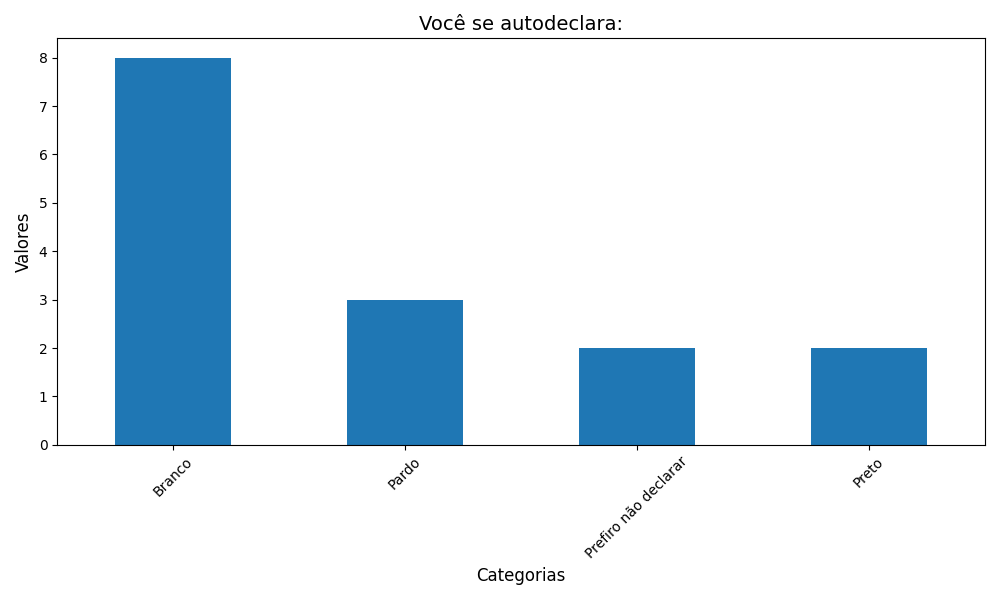 Você se autodeclara:
8
7
6
5
4
3
2
1
0
Valores
Branco
Pardo
Prefiro não declarar
Preto
Categorias